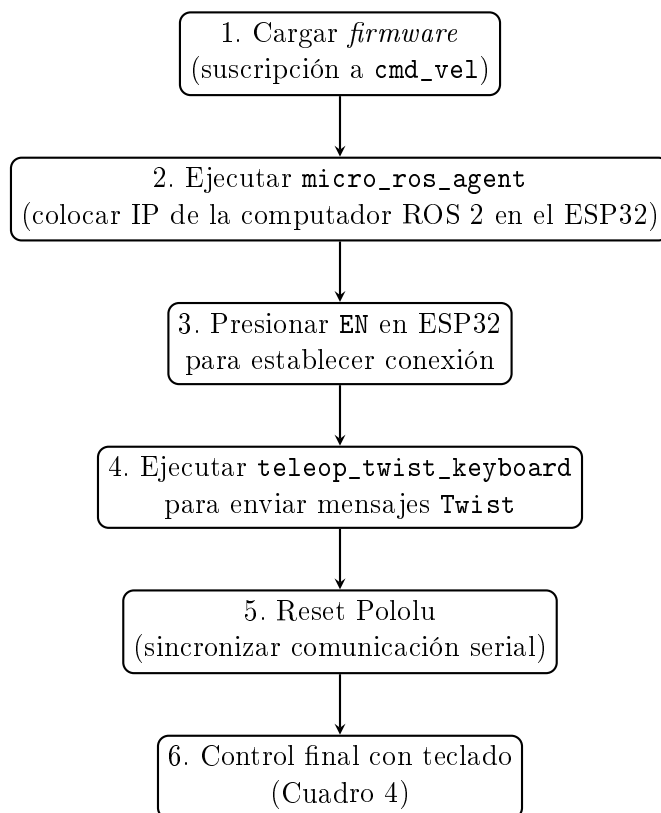 1. Cargar firmware
(suscripción a cmd_vel)
2. Ejecutar micro_ros_agent
(colocar IP de la computador ROS 2 en el ESP32)
3. Presionar EN en ESP32
para establecer conexión
4. Ejecutar teleop_twist_keyboard
para enviar mensajes Twist
5. Reset Pololu
(sincronizar comunicación serial)
6. Control final con teclado
(Cuadro 4)